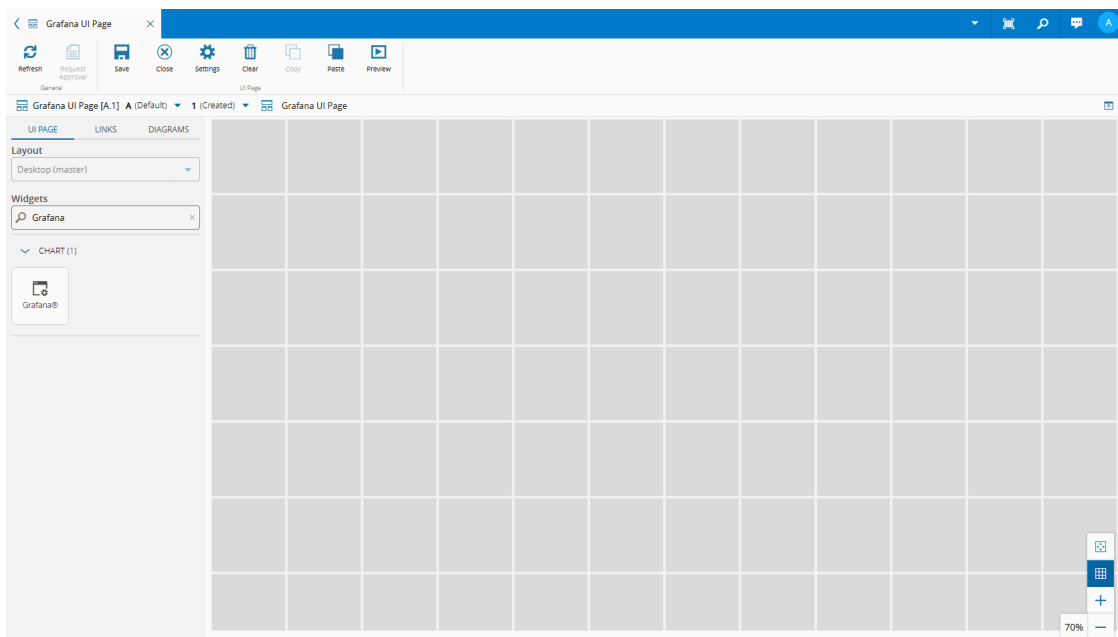 Grafana UI Page
A
Refresh Request Approval Save Close Settings Clear Copy Paste Preview
General UI Page
Grafana UI Page [A.1] A (Default) 1 (Created) Grafana UI Page
UI PAGE LINKS DIAGRAMS
Layout
Desktop (master)
Widgets
Grafana
CHART (1)
Grafana®
70%